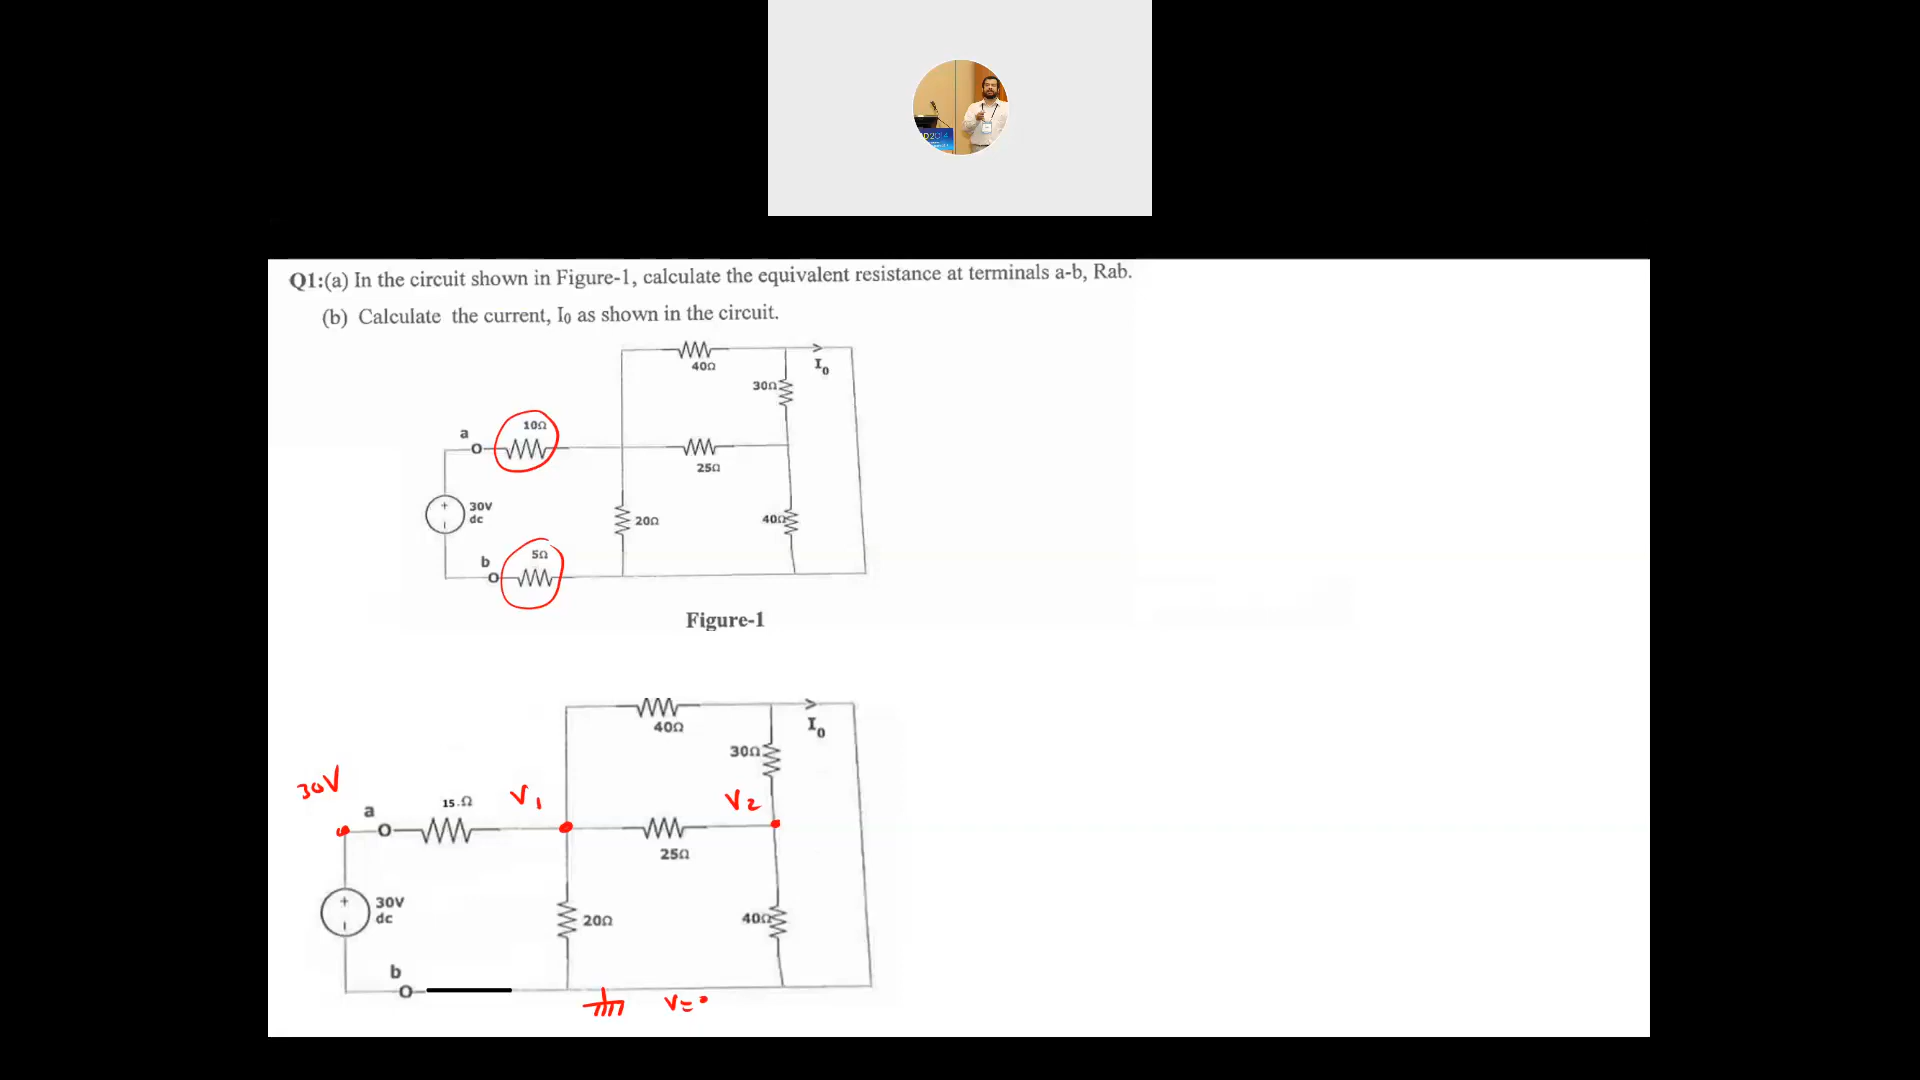 D2014
Q1:(a) In the circuit shown in Figure-1, calculate the equivalent resistance at terminals a-b, Rab.
(b) Calculate the current, I₀ as shown in the circuit.
40Ω
I₀
30Ω
10Ω
a
25Ω
30V
dc
20Ω
40Ω
5Ω
b
Figure-1
40Ω
I₀
30Ω
30V
a
15.Ω
V₁
V₂
25Ω
30V
dc
20Ω
40Ω
b
V=0